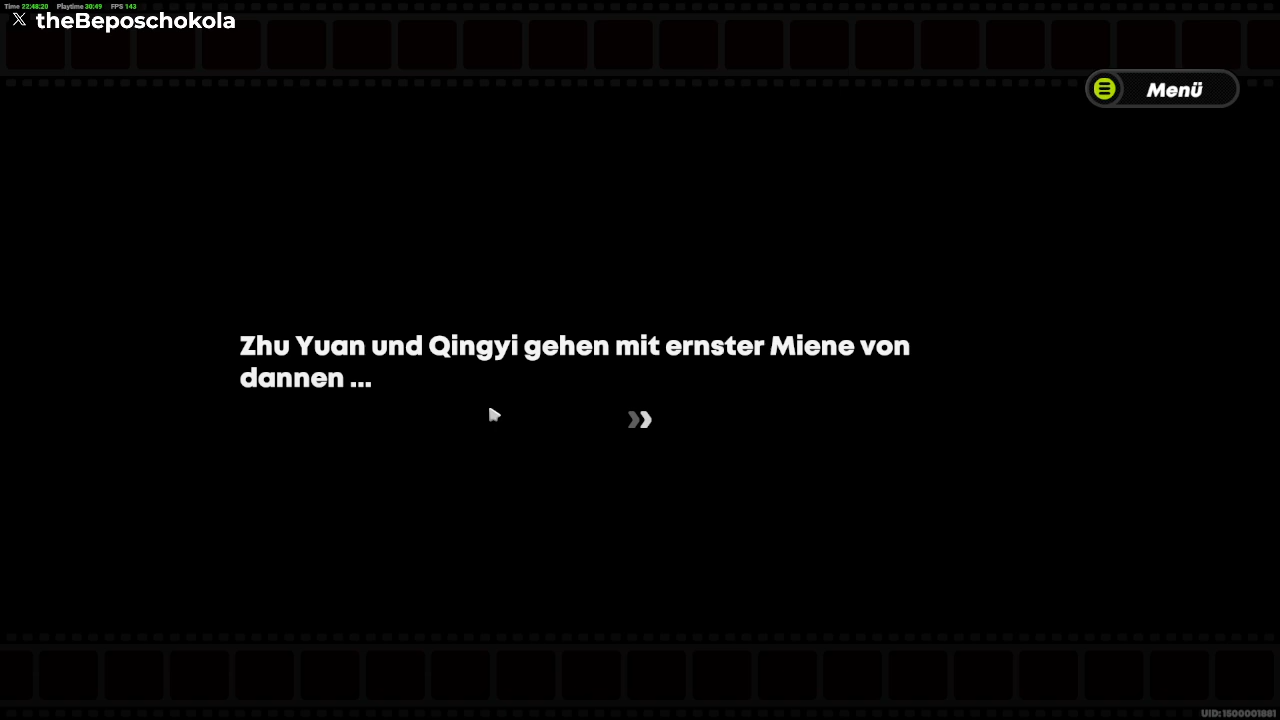 Time 22:48:20 Playtime 30:49 FPS 143
X theBeposchokola
Menü
Zhu Yuan und Qingyi gehen mit ernster Miene von
dannen ...
UID: 1500001881